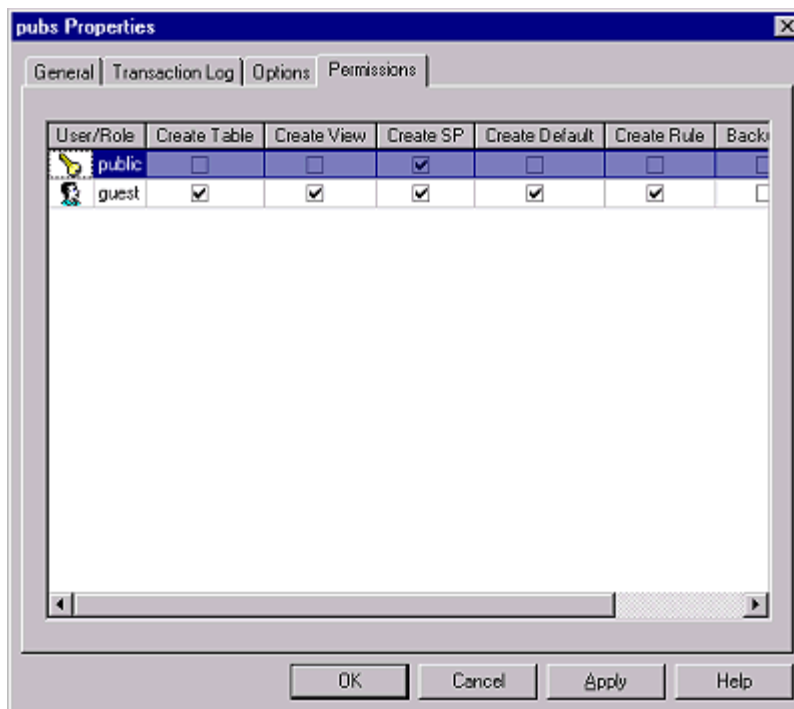 pubs Properties
General Transaction Log Options Permissions
User/Role Create Table Create View Create SP Create Default Create Rule
public
guest
OK Cancel Apply Help